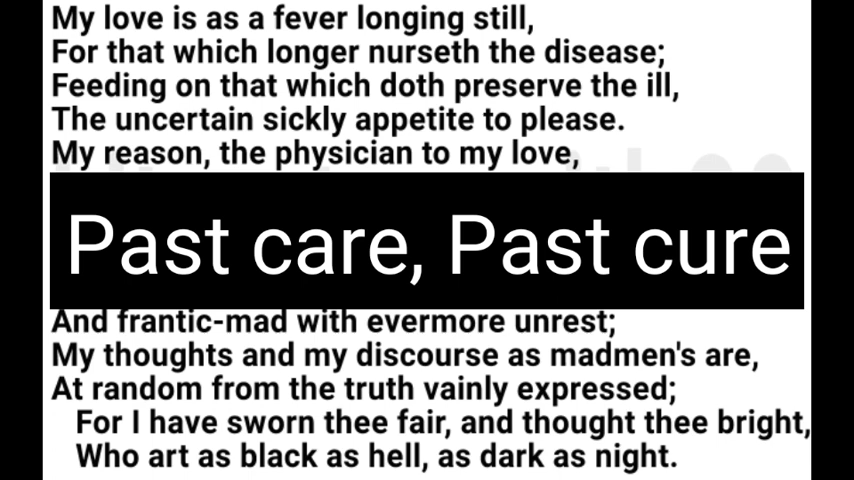 My love is as a fever longing still,
For that which longer nurseth the disease;
Feeding on that which doth preserve the ill,
The uncertain sickly appetite to please.
My reason, the physician to my love,
Past care, Past cure
And frantic-mad with evermore unrest;
My thoughts and my discourse as madmen's are,
At random from the truth vainly expressed;
For I have sworn thee fair, and thought thee bright,
Who art as black as hell, as dark as night.